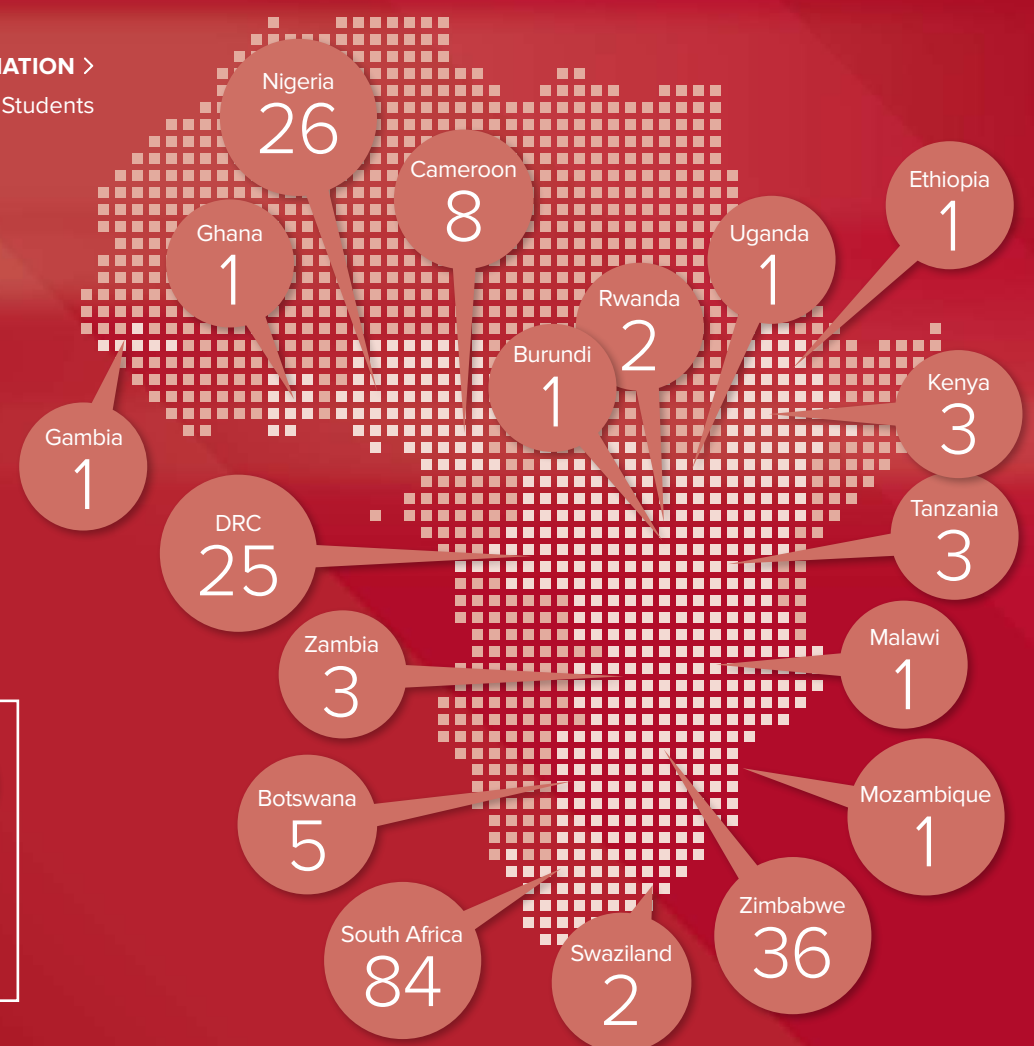 Students
Nigeria
26
Cameroon
8
Ethiopia
1
Ghana
1
Uganda
1
Rwanda
2
Burundi
1
Kenya
3
Gambia
1
DRC
25
Tanzania
3
Zambia
3
Malawi
1
Botswana
5
Mozambique
1
South Africa
84
Swaziland
2
Zimbabwe
36